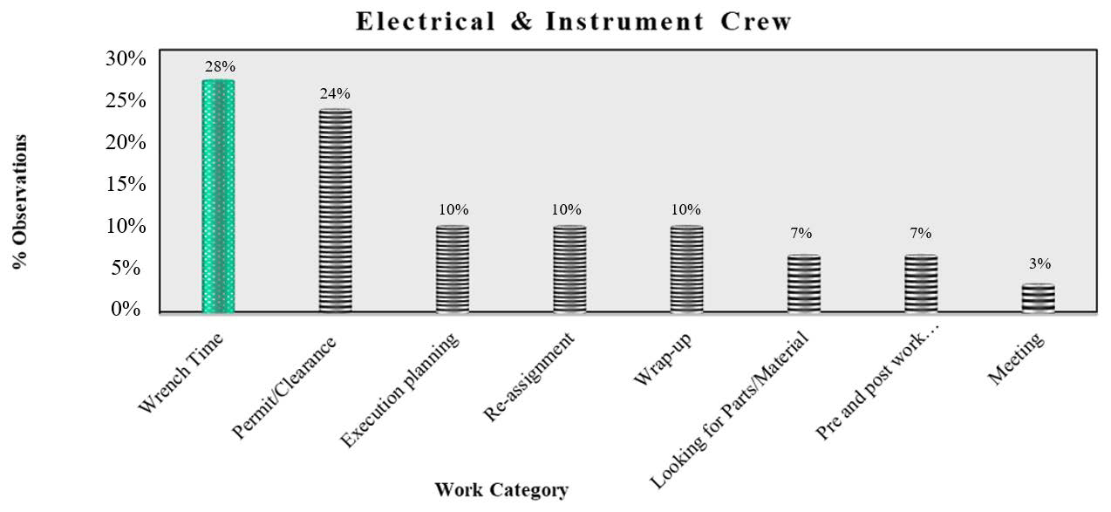 Electrical & Instrument Crew
30%
25%
20%
15%
10%
5%
0%
% Observations
28%
24%
10%
10%
10%
7%
7%
3%
Wrench Time
Permit/Clearance
Execution planning
Re-assignment
Wrap-up
Looking for Parts/Material
Pre and post work…
Meeting
Work Category